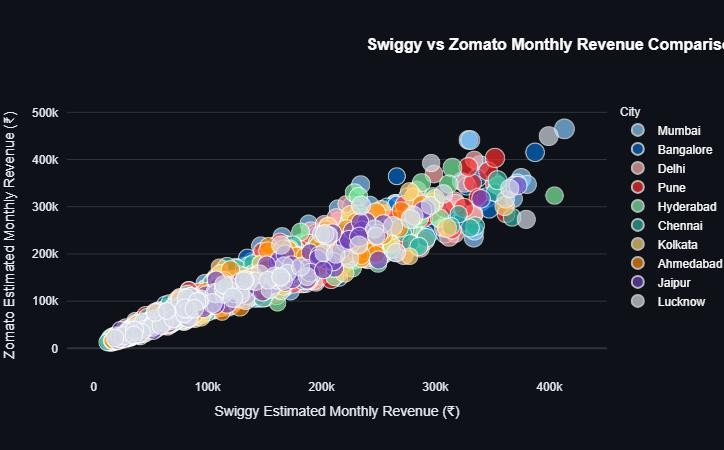 Swiggy vs Zomato Monthly Revenue Comparis
City
Mumbai
Bangalore
Delhi
Pune
Hyderabad
Chennai
Kolkata
Ahmedabad
Jaipur
Lucknow
Zomato Estimated Monthly Revenue (₹)
500k
400k
300k
200k
100k
0
0 100k 200k 300k 400k
Swiggy Estimated Monthly Revenue (₹)